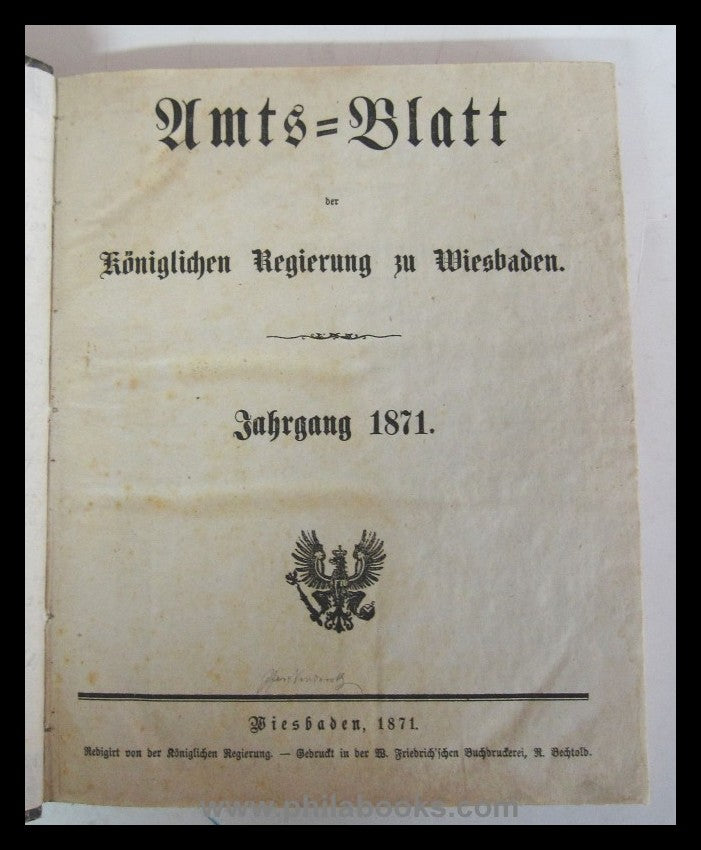 Amts=Blatt
der
Königlichen Regierung zu Wiesbaden.
Jahrgang 1871.
Wiesbaden, 1871.
Redigirt von der Königlichen Regierung. — Gedruckt in der W. Friedrich'schen Buchdruckerei, R. Bechtold.
www.philabooks.com